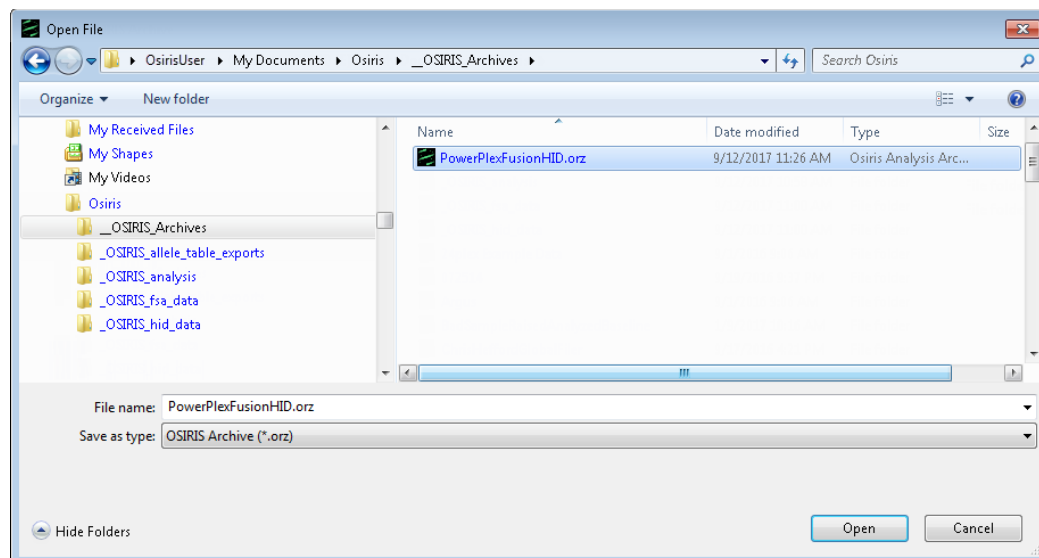 Open File
OsirisUser ▸ My Documents ▸ Osiris ▸ __OSIRIS_Archives ▸
Search Osiris
Organize
New folder
My Received Files
My Shapes
My Videos
Osiris
__OSIRIS_Archives
_OSIRIS_allele_table_exports
_OSIRIS_analysis
_OSIRIS_fsa_data
_OSIRIS_hid_data
Name Date modified Type Size
PowerPlexFusionHID.orz 9/12/2017 11:26 AM Osiris Analysis Arc...
File name: PowerPlexFusionHID.orz
Save as type: OSIRIS Archive (*.orz)
Hide Folders
Open
Cancel